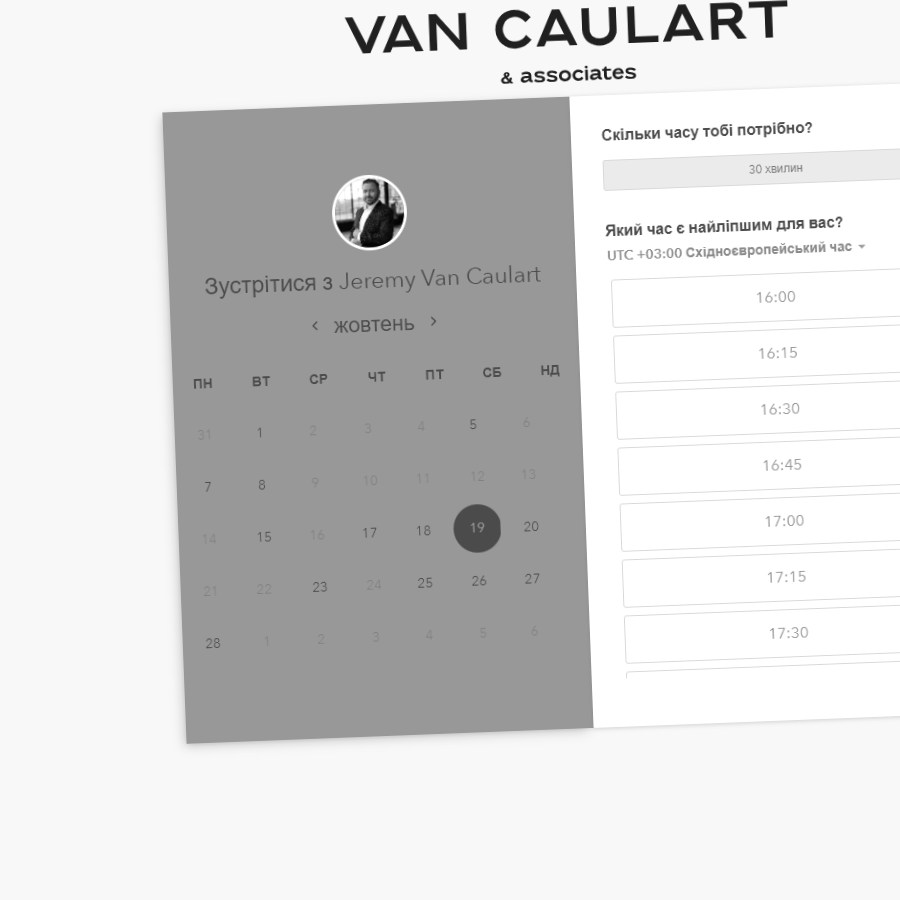 VAN CAULART
& associates
Зустрітися з Jeremy Van Caulart
‹ жовтень ›
ПН ВТ СР ЧТ ПТ СБ НД
31 1 2 3 4 5 6
7 8 9 10 11 12 13
14 15 16 17 18 19 20
21 22 23 24 25 26 27
28 1 2 3 4 5 6
Скільки часу тобі потрібно?
30 хвилин
Який час є найліпшим для вас?
UTC +03:00 Східноєвропейський час
16:00
16:15
16:30
16:45
17:00
17:15
17:30